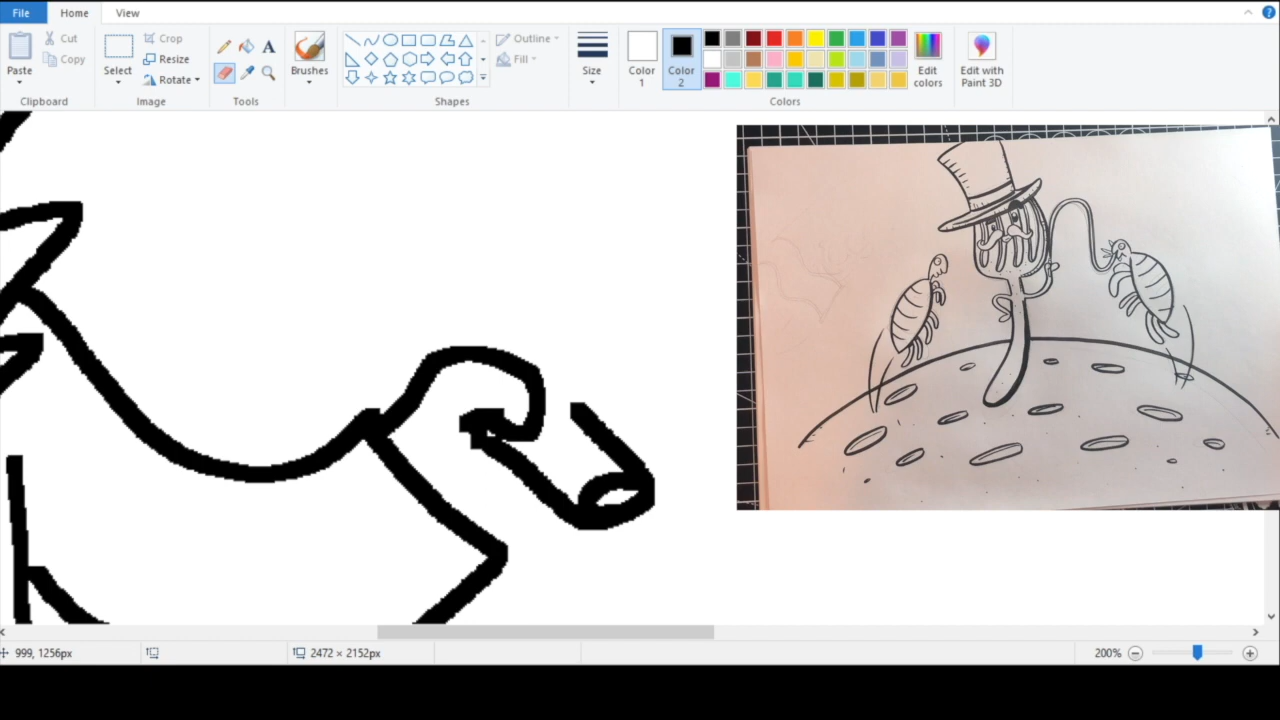 File Home View
Cut
Copy
Paste
Clipboard
Crop
Resize
Rotate
Select
Image
Tools
Brushes
Outline
Fill
Shapes
Size
Color 1
Color 2
Colors
Edit colors
Edit with Paint 3D
999, 1256px
2472 × 2152px
200%